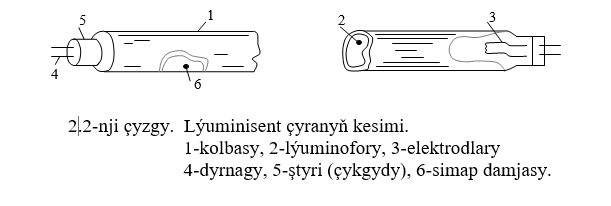 5
1
2
3
4
6
2.2-nji çyzgy. Lýuminisent çyranyň kesimi.
1-kolbasy, 2-lýuminofory, 3-elektrodlary
4-dyrnagy, 5-ştyri (çykgydy), 6-simap damjasy.